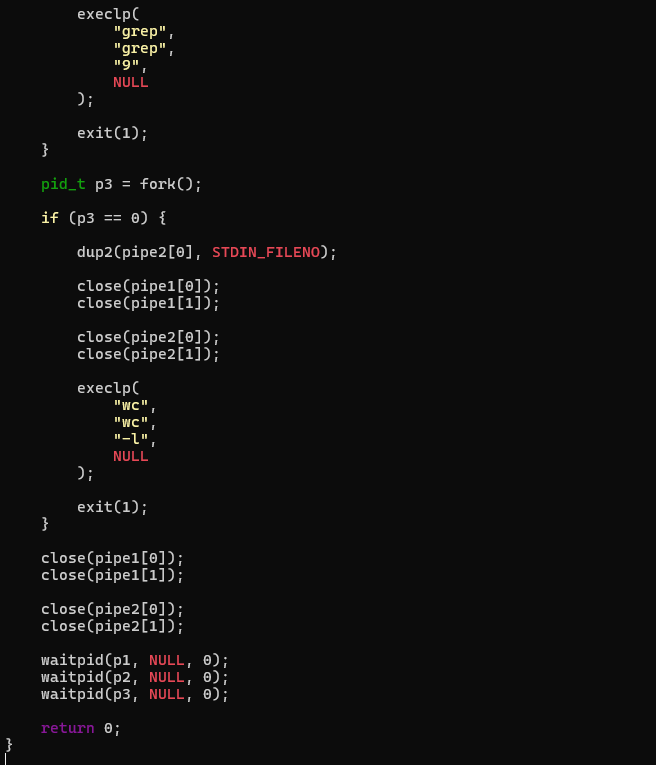 execlp(
"grep",
"grep",
"9",
NULL
);
exit(1);
}
pid_t p3 = fork();
if (p3 == 0) {
dup2(pipe2[0], STDIN_FILENO);
close(pipe1[0]);
close(pipe1[1]);
close(pipe2[0]);
close(pipe2[1]);
execlp(
"wc",
"wc",
"-l",
NULL
);
exit(1);
}
close(pipe1[0]);
close(pipe1[1]);
close(pipe2[0]);
close(pipe2[1]);
waitpid(p1, NULL, 0);
waitpid(p2, NULL, 0);
waitpid(p3, NULL, 0);
return 0;
}